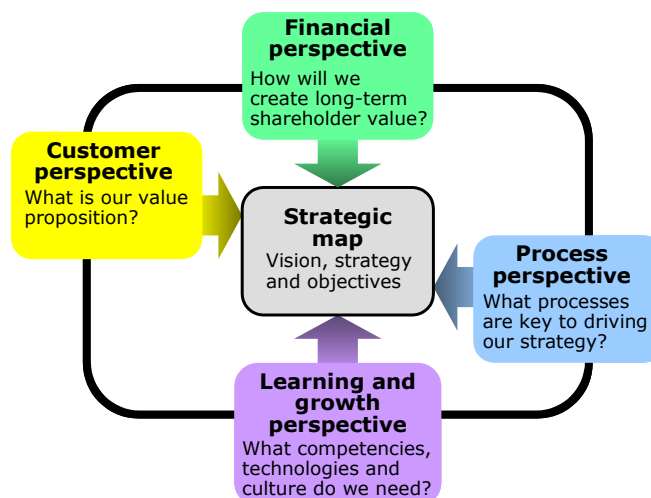 Financial
perspective
How will we
create long-term
shareholder value?
Customer
perspective
What is our value
proposition?
Strategic
map
Vision, strategy
and objectives
Process
perspective
What processes
are key to driving
our strategy?
Learning and
growth
perspective
What competencies,
technologies and
culture do we need?